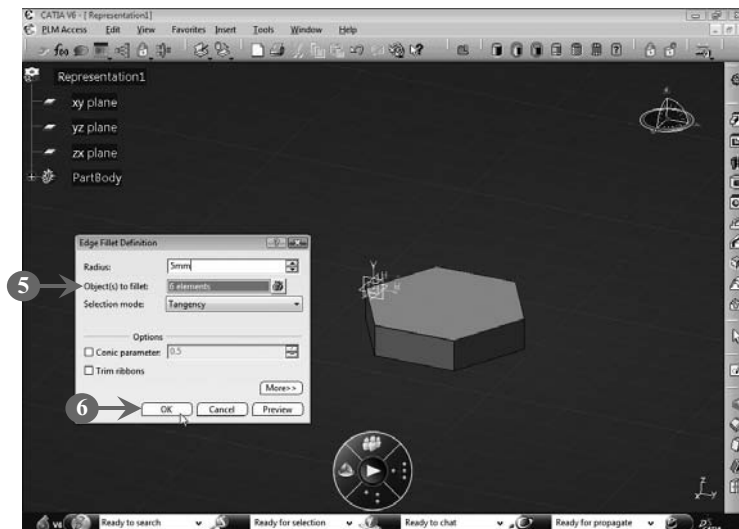 CATIA V6 - [ Representation1]
PLM Access Edit View Favorites Insert Tools Window Help
Representation1
xy plane
yz plane
zx plane
PartBody
Edge Fillet Definition
Radius: 5mm
5
Object(s) to fillet: 6 elements
Selection mode: Tangency
Options
Conic parameter: 0.5
Trim ribbons
More>>
6
OK Cancel Preview
Y
z
x y
V6 Ready to search Ready for selection Ready to chat Ready for propagate